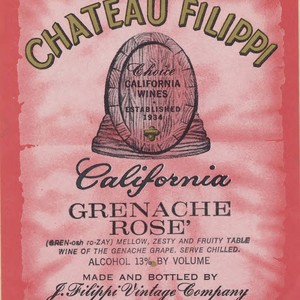 CHATEAU FILIPPI
Choice
CALIFORNIA
WINES
ESTABLISHED
1934
California
GRENACHE
ROSE'
(GREN-osh ro-ZAY) MELLOW, ZESTY AND FRUITY TABLE
WINE OF THE GENACHE GRAPE. SERVE CHILLED.
ALCOHOL 13% BY VOLUME
MADE AND BOTTLED BY
J. Filippi Vintage Company